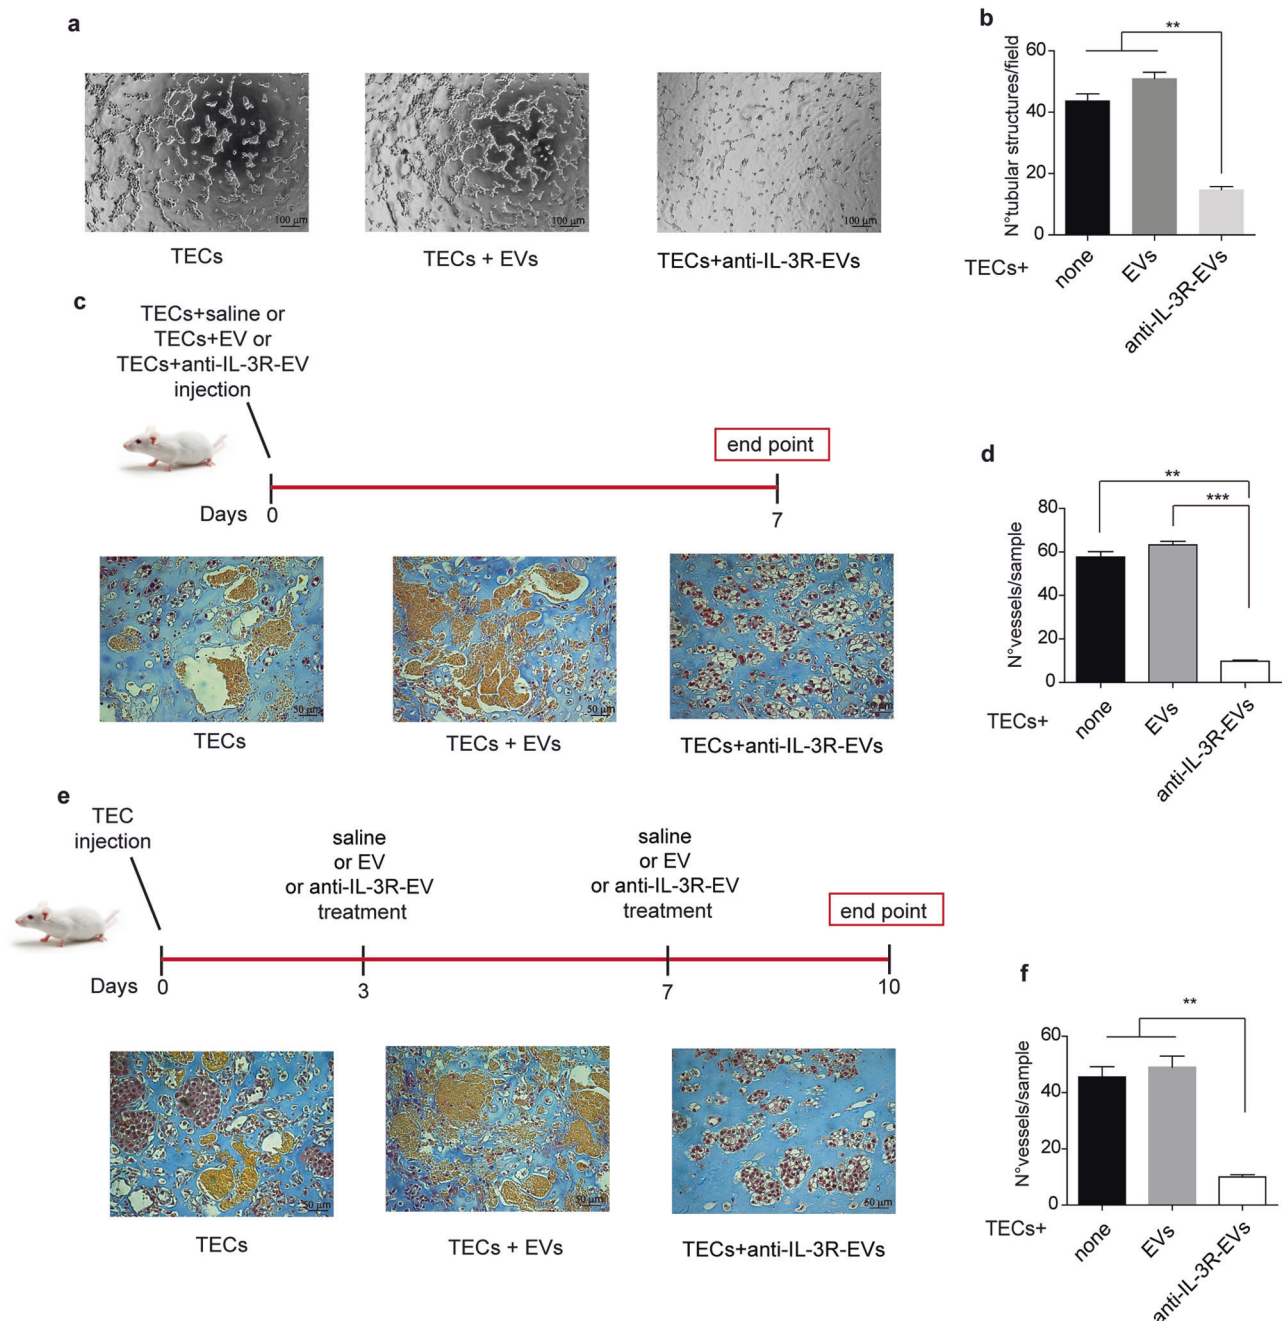 a
100 μm
100 μm
100 μm
TECs
TECs + EVs
TECs+anti-IL-3R-EVs
b
**
N°tubular structures/field
60
40
20
0
TECs+
none
EVs
anti-IL-3R-EVs
c
TECs+saline or
TECs+EV or
TECs+anti-IL-3R-EV
injection
end point
Days
0
7
50 μm
50 μm
50 μm
TECs
TECs + EVs
TECs+anti-IL-3R-EVs
d
**
***
N°vessels/sample
80
60
40
20
0
TECs+
none
EVs
anti-IL-3R-EVs
e
TEC
injection
saline
or EV
or anti-IL-3R-EV
treatment
saline
or EV
or anti-IL-3R-EV
treatment
end point
Days
0
3
7
10
50 μm
50 μm
50 μm
TECs
TECs + EVs
TECs+anti-IL-3R-EVs
f
**
N°vessels/sample
60
40
20
0
TECs+
none
EVs
anti-IL-3R-EVs